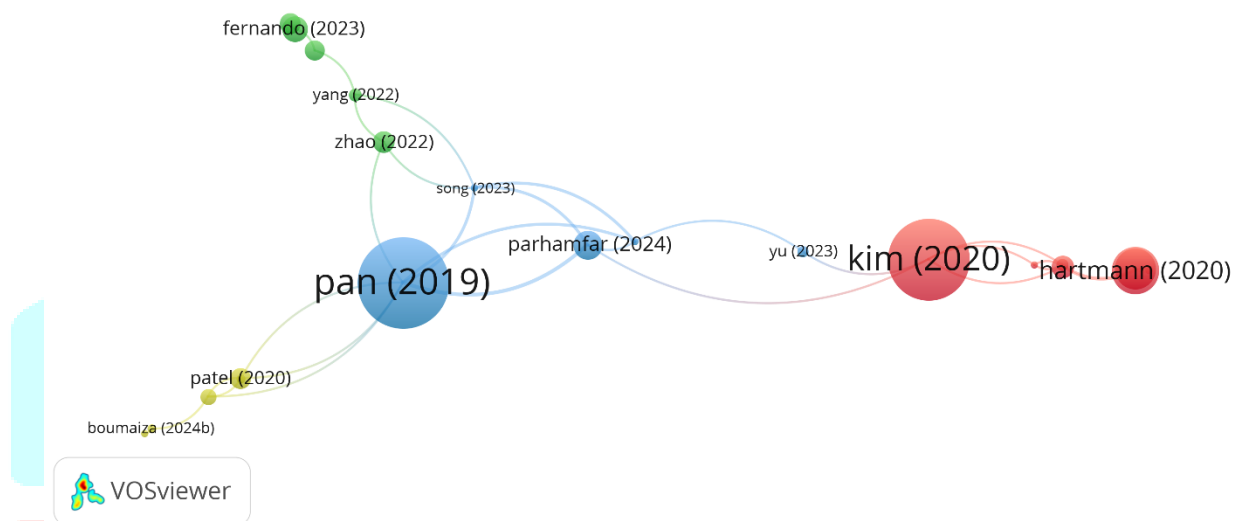 fernando (2023)
yang (2022)
zhao (2022)
song (2023)
parhamfar (2024)
yu (2023)
kim (2020)
hartmann (2020)
pan (2019)
patel (2020)
boumaiza (2024b)
VOSviewer